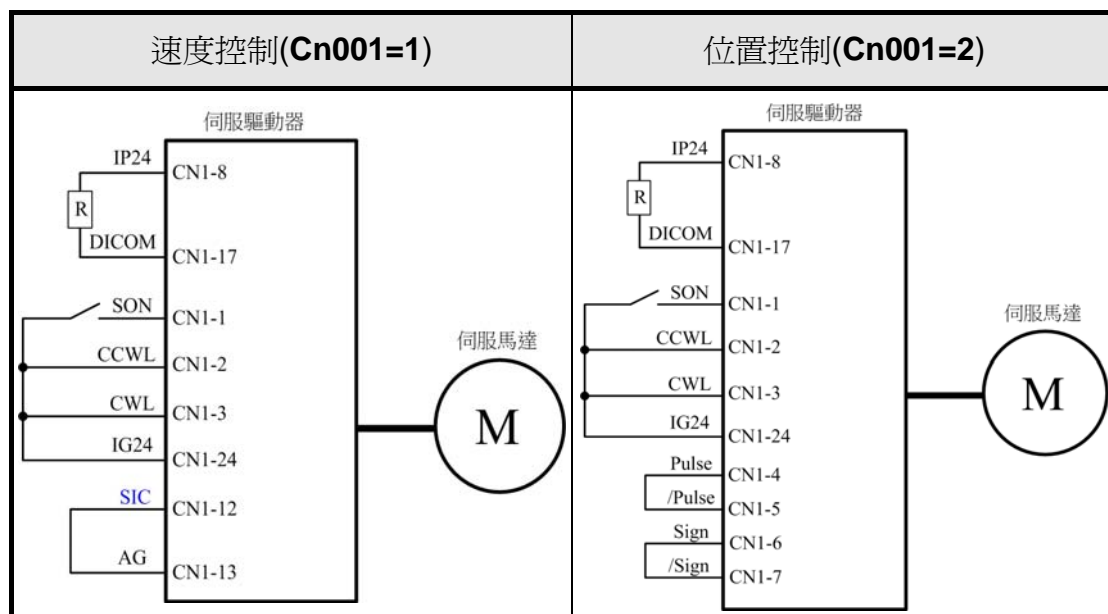 速度控制(Cn001=1)
位置控制(Cn001=2)
伺服驅動器
IP24
CN1-8
R
DICOM
CN1-17
SON
CN1-1
CCWL
CN1-2
CWL
CN1-3
IG24
CN1-24
SIC
CN1-12
AG
CN1-13
伺服馬達
M
伺服驅動器
IP24
CN1-8
R
DICOM
CN1-17
SON
CN1-1
CCWL
CN1-2
CWL
CN1-3
IG24
CN1-24
Pulse
CN1-4
/Pulse
CN1-5
Sign
CN1-6
/Sign
CN1-7
伺服馬達
M